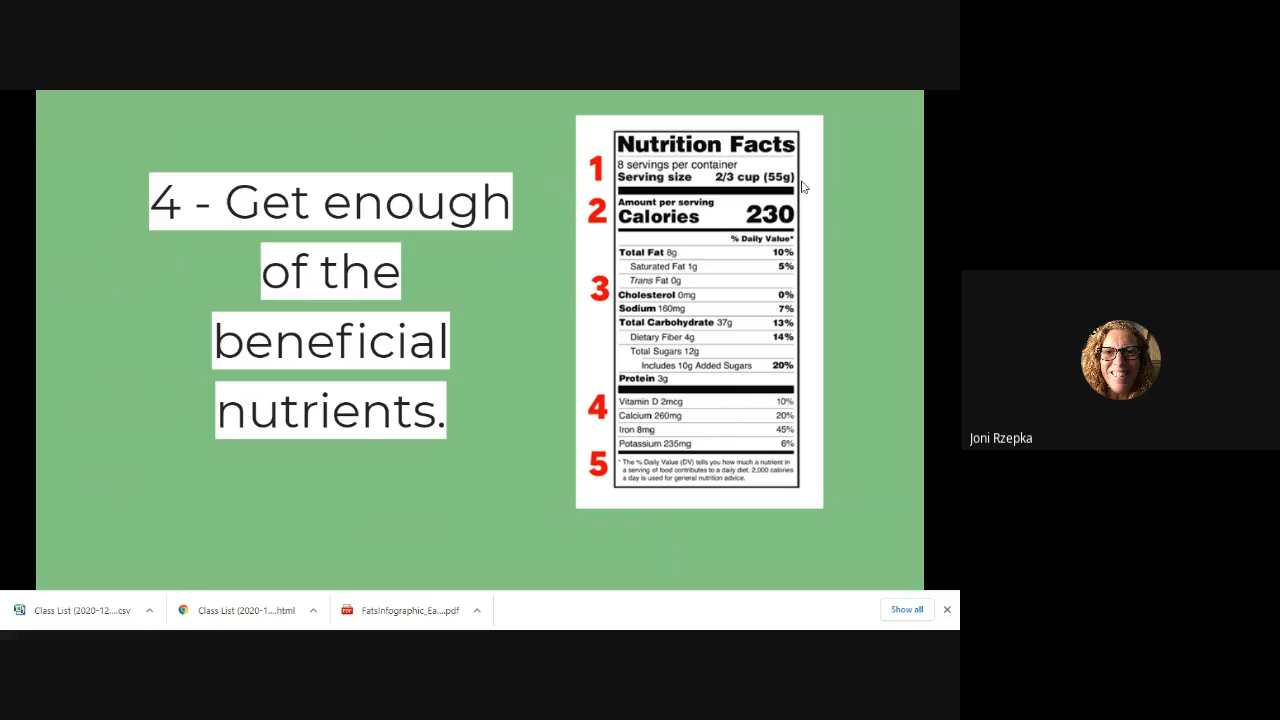 4 - Get enough
of the
beneficial
nutrients.
1
Nutrition Facts
8 servings per container
Serving size 2/3 cup (55g)
2
Amount per serving
Calories 230
% Daily Value*
Total Fat 8g 10%
Saturated Fat 1g 5%
Trans Fat 0g
3
Cholesterol 0mg 0%
Sodium 160mg 7%
Total Carbohydrate 37g 13%
Dietary Fiber 4g 14%
Total Sugars 12g
Includes 10g Added Sugars 20%
Protein 3g
4
Vitamin D 2mcg 10%
Calcium 260mg 20%
Iron 8mg 45%
Potassium 235mg 6%
5
* The % Daily Value (DV) tells you how much a nutrient in
a serving of food contributes to a daily diet. 2,000 calories
a day is used for general nutrition advice.
Joni Rzepka
Class List (2020-12....csv
Class List (2020-1....html
FatsInfographic_Ea....pdf
PDF
Show all